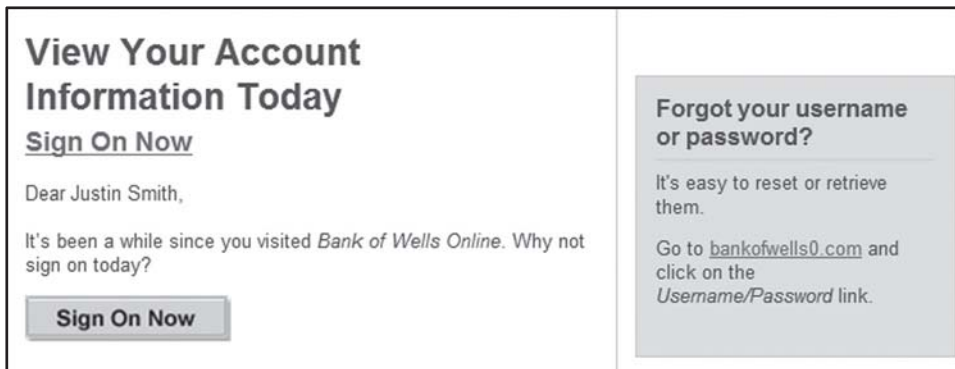 View Your Account
Information Today
Sign On Now
Dear Justin Smith,
It's been a while since you visited Bank of Wells Online. Why not
sign on today?
Sign On Now
Forgot your username
or password?
It's easy to reset or retrieve
them.
Go to bankofwells0.com and
click on the
Username/Password link.